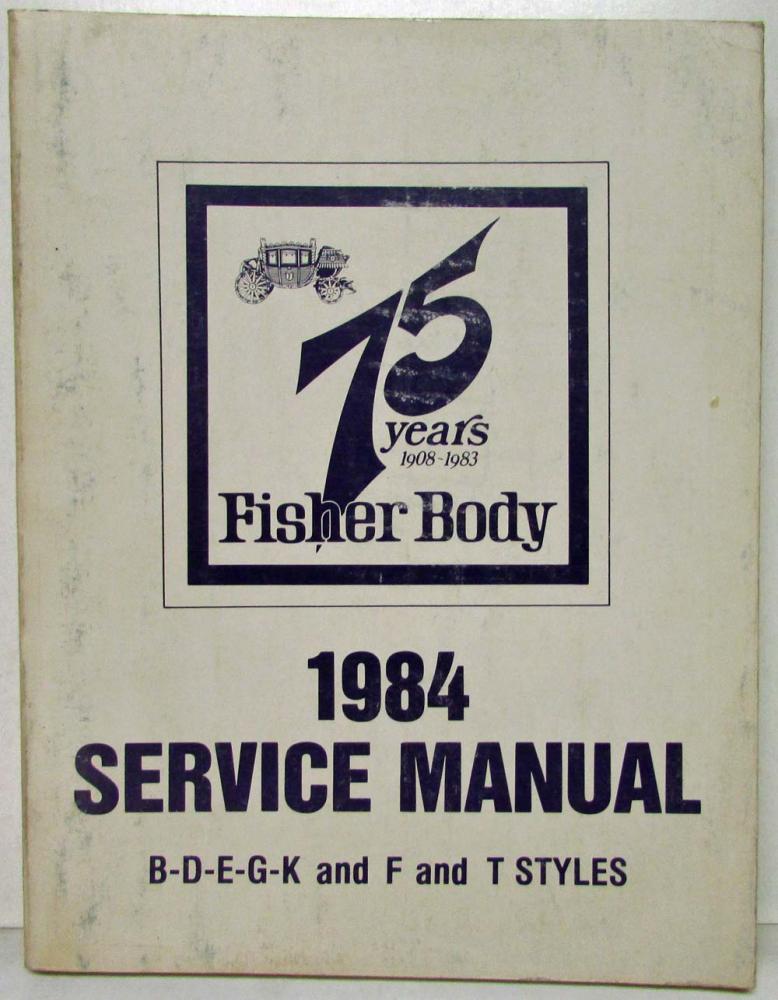 75
years
1908-1983
Fisher Body
1984
SERVICE MANUAL
B-D-E-G-K and F and T STYLES